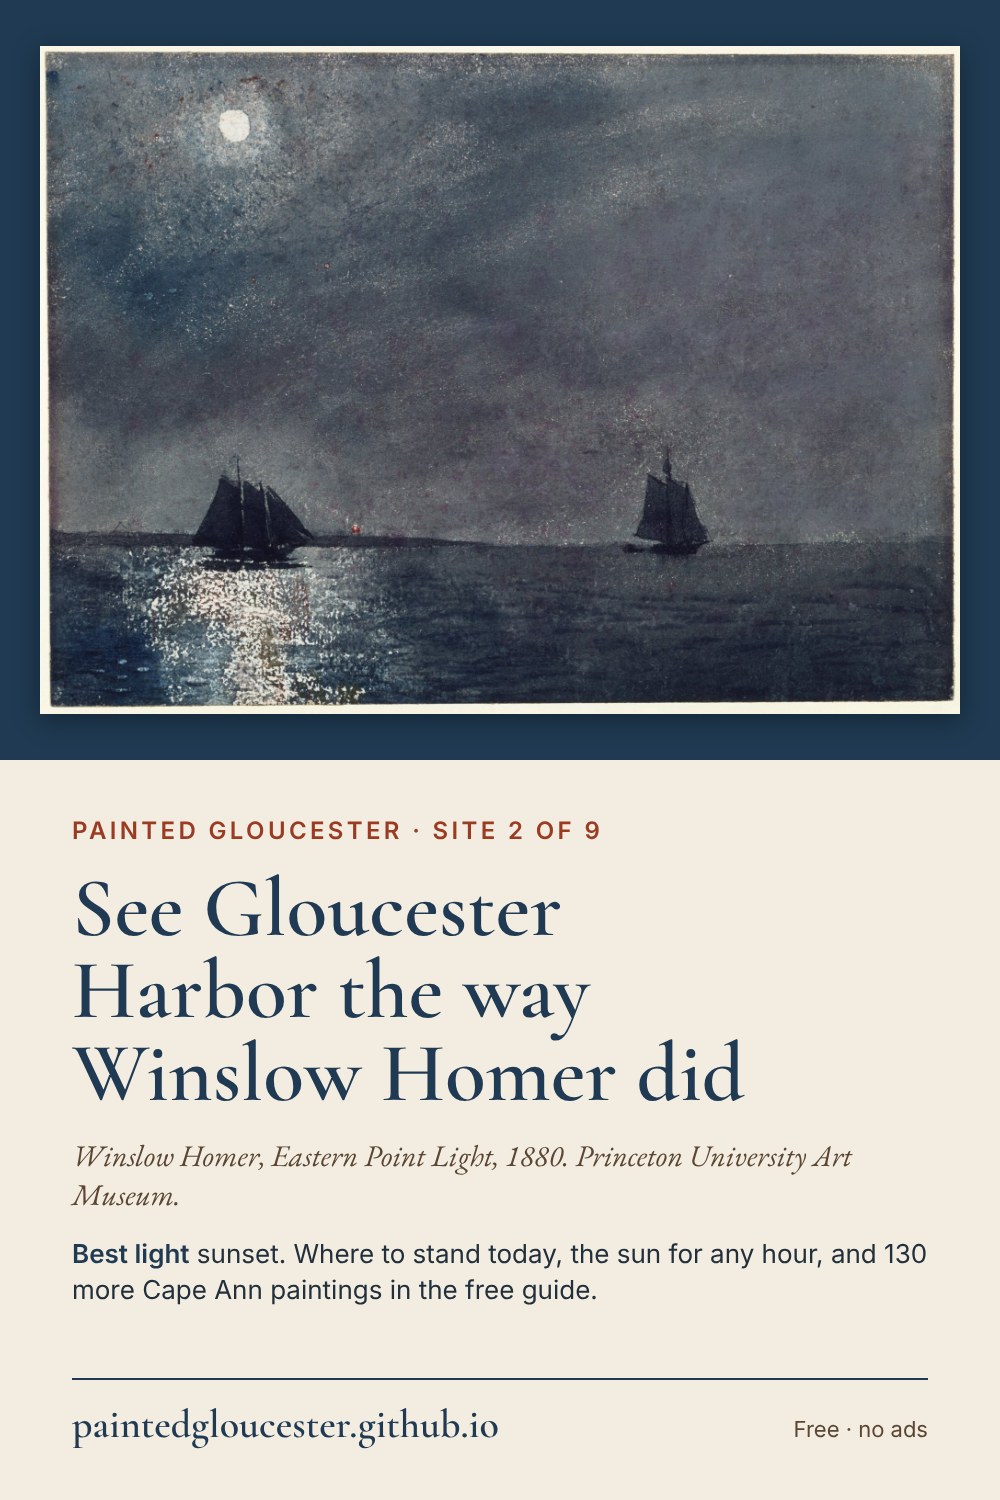 PAINTED GLOUCESTER · SITE 2 OF 9
See Gloucester
Harbor the way
Winslow Homer did
Winslow Homer, Eastern Point Light, 1880. Princeton University Art
Museum.
Best light sunset. Where to stand today, the sun for any hour, and 130
more Cape Ann paintings in the free guide.
paintedgloucester.github.io
Free · no ads